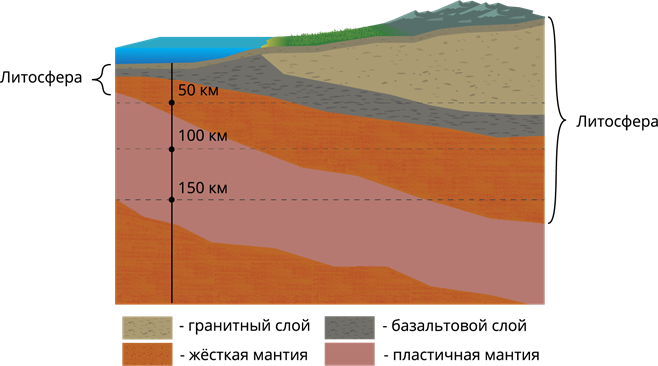 Литосфера
50 км
100 км
150 км
Литосфера
- гранитный слой
- базальтовой слой
- жёсткая мантия
- пластичная мантия